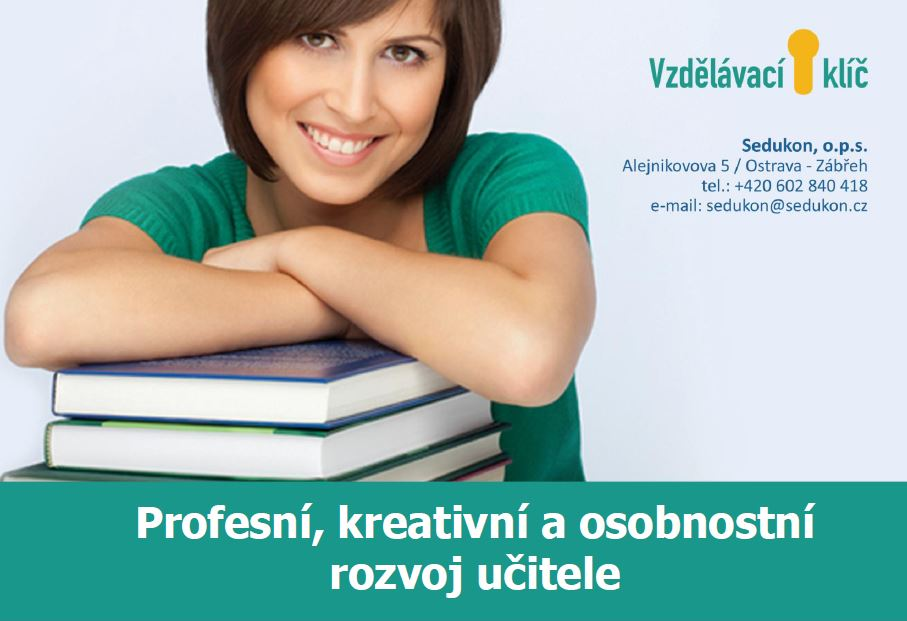 Vzdělávací klíč
Sedukon, o.p.s.
Alejnikovova 5 / Ostrava - Zábřeh
tel.: +420 602 840 418
e-mail: sedukon@sedukon.cz
Profesní, kreativní a osobnostní
rozvoj učitele